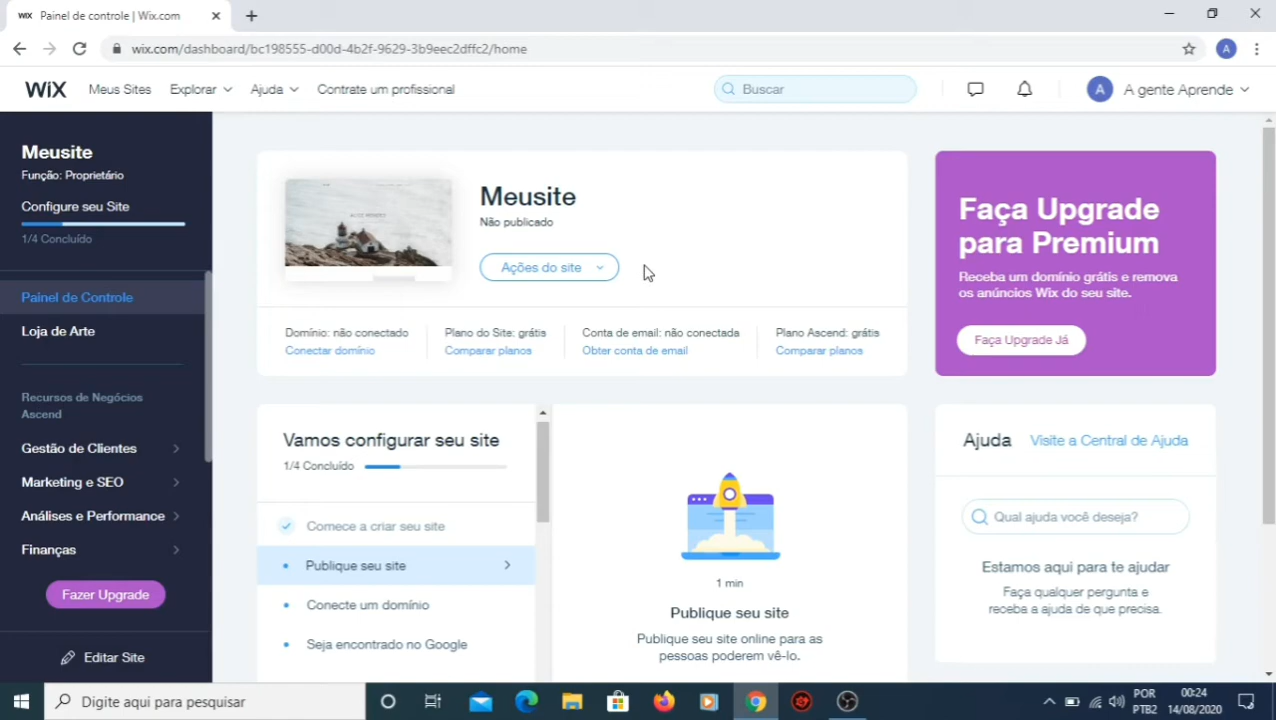 WiX Painel de controle | Wix.com
wix.com/dashboard/bc198555-d00d-4b2f-9629-3b9eec2dffc2/home
A
WiX
Meus Sites
Explorar
Ajuda
Contrate um profissional
Buscar
A
A gente Aprende
Meusite
Função: Proprietário
Configure seu Site
1/4 Concluído
Painel de Controle
Loja de Arte
Recursos de Negócios
Ascend
Gestão de Clientes
Marketing e SEO
Análises e Performance
Finanças
Fazer Upgrade
Editar Site
Meusite
Não publicado
Ações do site
Domínio: não conectado
Conectar domínio
Plano do Site: grátis
Comparar planos
Conta de email: não conectada
Obter conta de email
Plano Ascend: grátis
Comparar planos
Faça Upgrade
para Premium
Receba um domínio grátis e remova
os anúncios Wix do seu site.
Faça Upgrade Já
Vamos configurar seu site
1/4 Concluído
Comece a criar seu site
Publique seu site
Conecte um domínio
Seja encontrado no Google
1 min
Publique seu site
Publique seu site online para as
pessoas poderem vê-lo.
Ajuda
Visite a Central de Ajuda
Qual ajuda você deseja?
Estamos aqui para te ajudar
Faça qualquer pergunta e
receba a ajuda de que precisa.
Digite aqui para pesquisar
POR
PTB2
00:24
14/08/2020